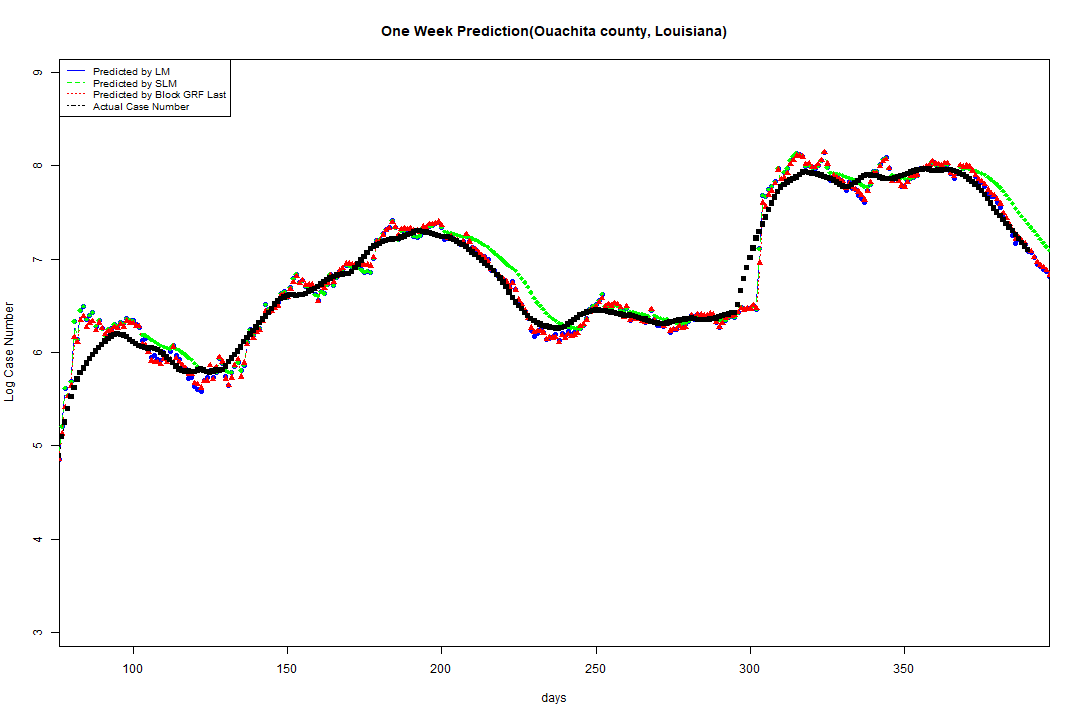 One Week Prediction(Ouachita county, Louisiana)
Predicted by LM
Predicted by SLM
Predicted by Block GRF Last
Actual Case Number
9
8
7
6
5
4
3
Log Case Number
100
150
200
250
300
350
days